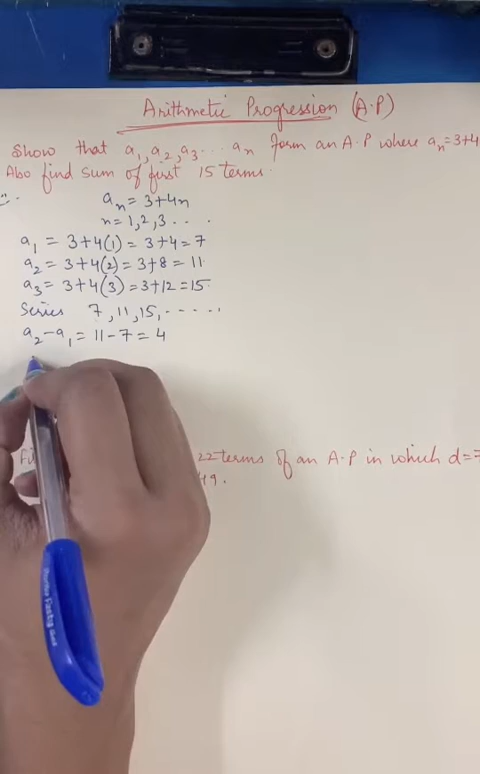 Arithmetic Progression (A.P)
Show that a₁, a₂, a₃ ... aₙ form an A.P where aₙ=3+4
Also find sum of first 15 terms.
aₙ = 3+4n
n=1,2,3 ....
a₁ = 3+4(1) = 3+4=7
a₂ = 3+4(2) = 3+8 = 11
a₃ = 3+4(3) = 3+12 = 15
Series 7, 11, 15, .....
a₂-a₁ = 11-7 = 4
22 terms of an A.P in which d=7
49.